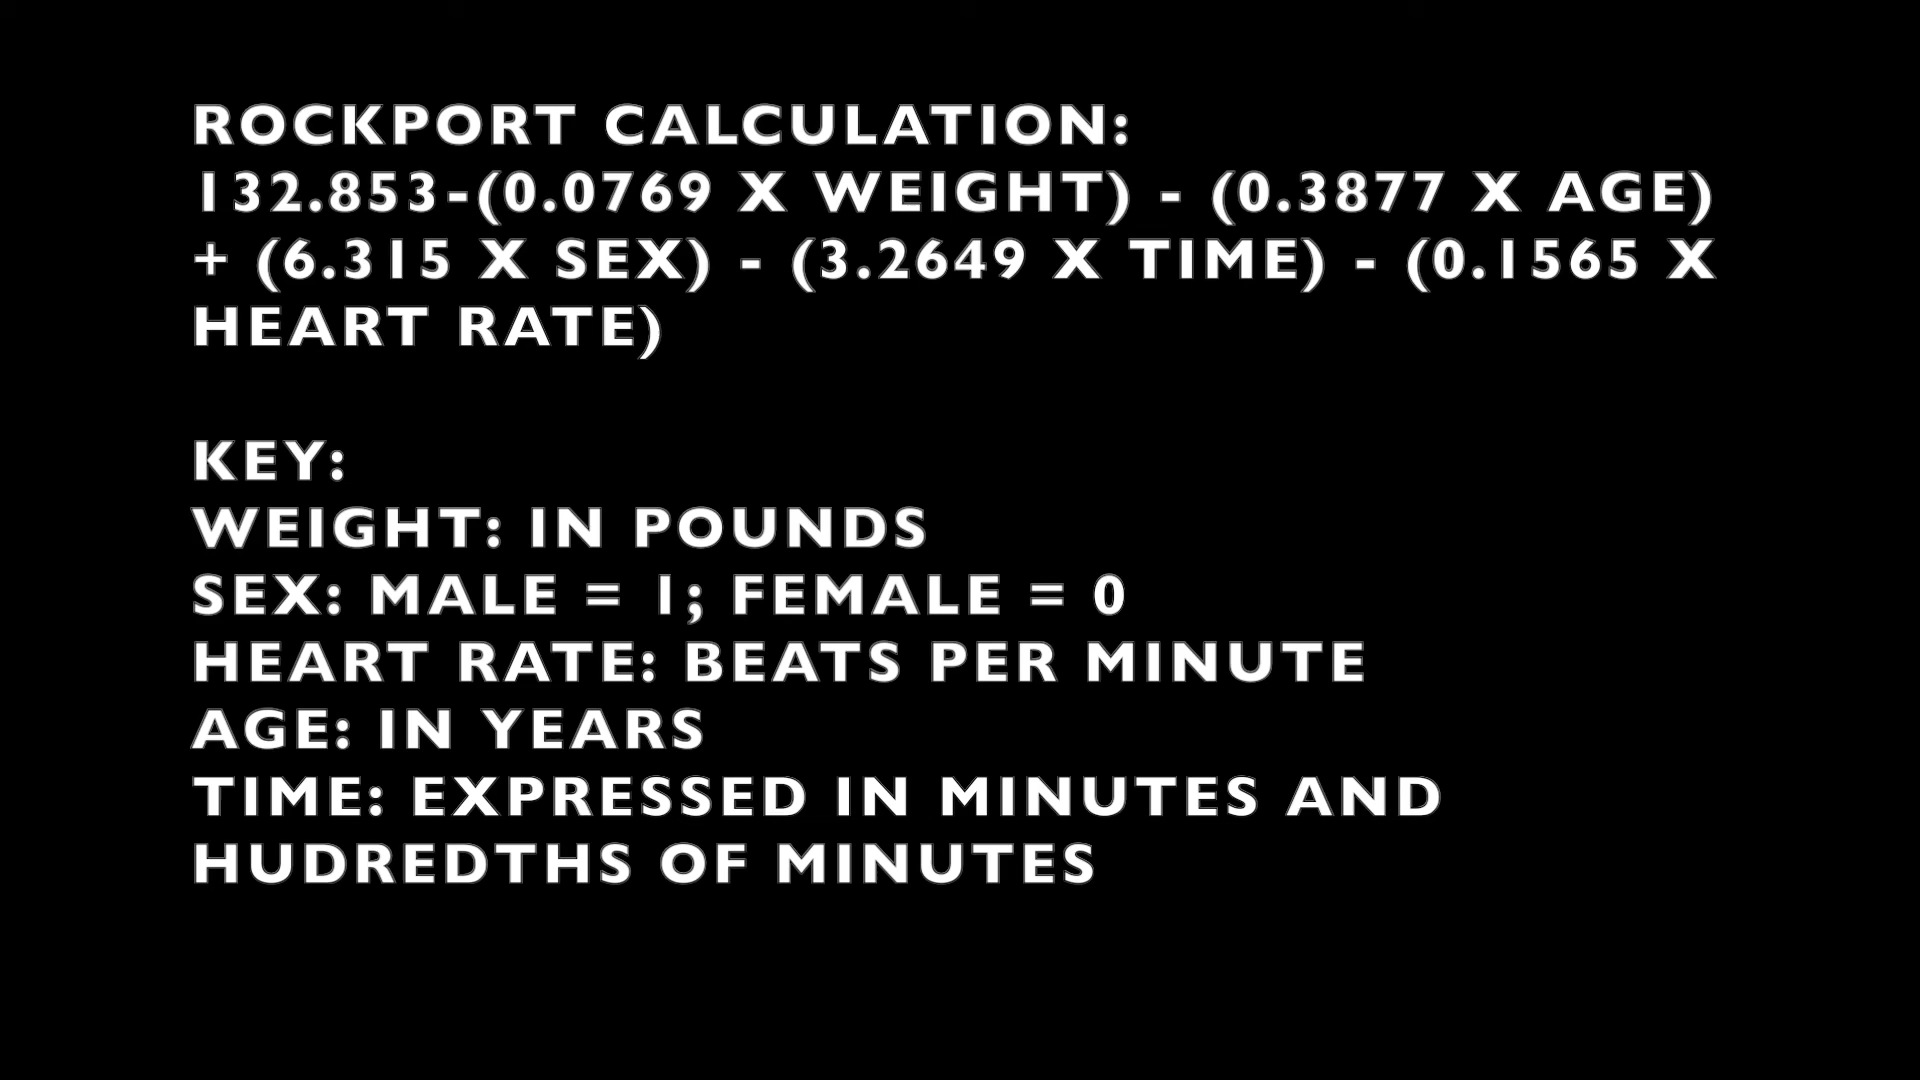 ROCKPORT CALCULATION:
132.853-(0.0769 X WEIGHT) - (0.3877 X AGE)
+ (6.315 X SEX) - (3.2649 X TIME) - (0.1565 X
HEART RATE)
KEY:
WEIGHT: IN POUNDS
SEX: MALE = 1; FEMALE = 0
HEART RATE: BEATS PER MINUTE
AGE: IN YEARS
TIME: EXPRESSED IN MINUTES AND
HUDREDTHS OF MINUTES